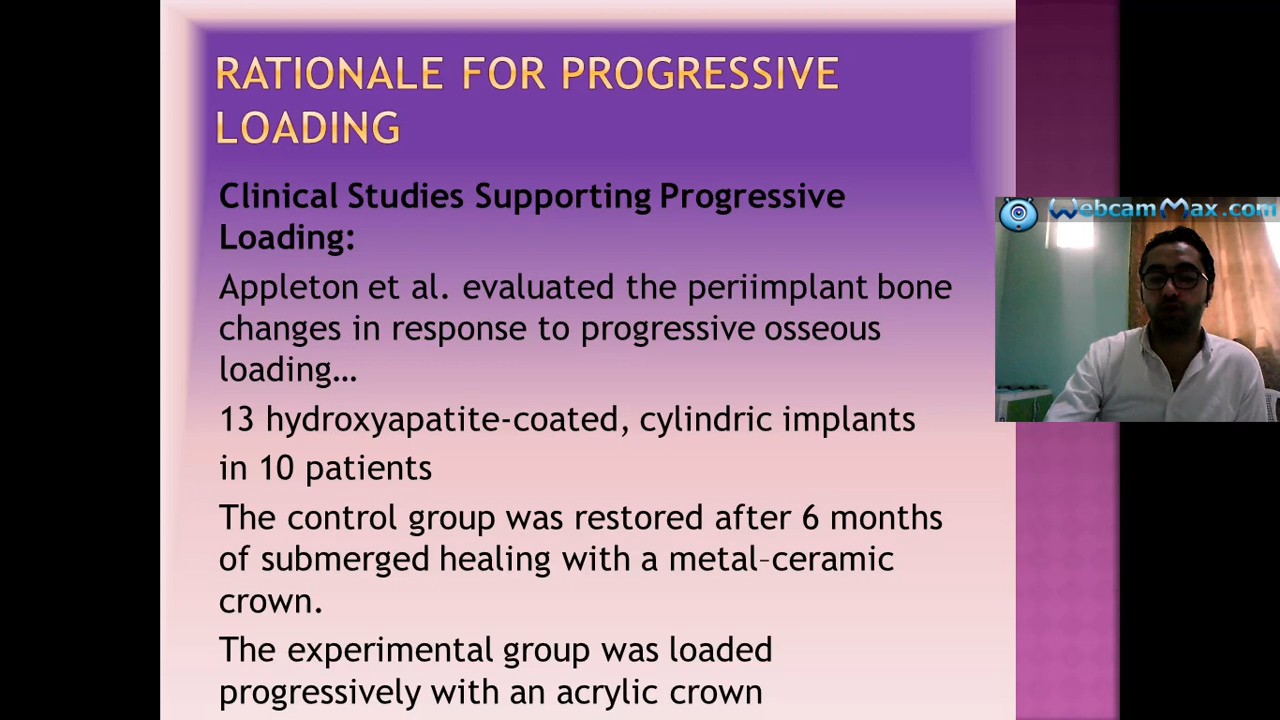 RATIONALE FOR PROGRESSIVE
LOADING
Clinical Studies Supporting Progressive
Loading:
Appleton et al. evaluated the periimplant bone
changes in response to progressive osseous
loading…
13 hydroxyapatite-coated, cylindric implants
in 10 patients
The control group was restored after 6 months
of submerged healing with a metal–ceramic
crown.
The experimental group was loaded
progressively with an acrylic crown
WebcamMax.com